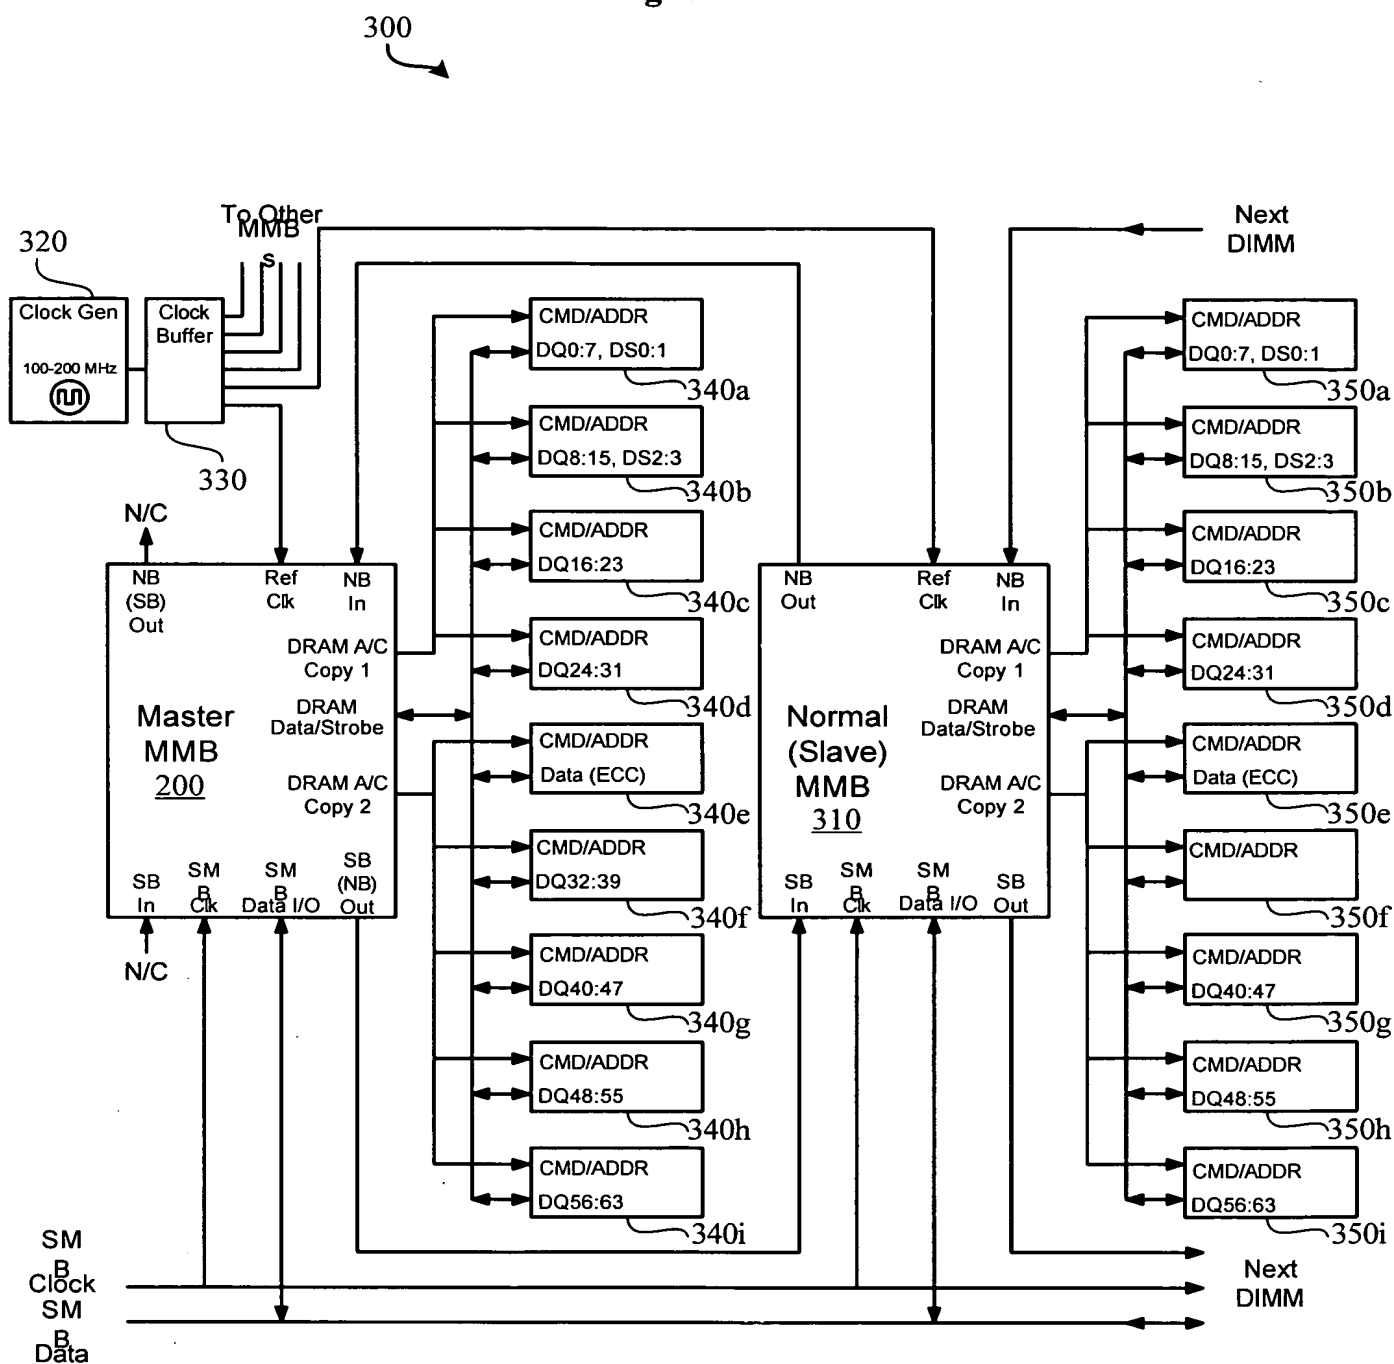 300
To Other
MMB
s
Next
DIMM
320
Clock Gen
100-200 MHz
Clock
Buffer
330
CMD/ADDR
DQ0:7, DS0:1
340a
CMD/ADDR
DQ8:15, DS2:3
340b
CMD/ADDR
DQ16:23
340c
CMD/ADDR
DQ24:31
340d
CMD/ADDR
Data (ECC)
340e
CMD/ADDR
DQ32:39
340f
CMD/ADDR
DQ40:47
340g
CMD/ADDR
DQ48:55
340h
CMD/ADDR
DQ56:63
340i
N/C
NB
(SB)
Out
Ref
Clk
NB
In
DRAM A/C
Copy 1
DRAM
Data/Strobe
DRAM A/C
Copy 2
Master
MMB
200
SB
In
SM
B
Clk
SM
B
Data I/O
SB
(NB)
Out
N/C
NB
Out
Ref
Clk
NB
In
DRAM A/C
Copy 1
DRAM
Data/Strobe
DRAM A/C
Copy 2
Normal
(Slave)
MMB
310
SB
In
SM
B
Clk
SM
B
Data I/O
SB
Out
CMD/ADDR
DQ0:7, DS0:1
350a
CMD/ADDR
DQ8:15, DS2:3
350b
CMD/ADDR
DQ16:23
350c
CMD/ADDR
DQ24:31
350d
CMD/ADDR
Data (ECC)
350e
CMD/ADDR
350f
CMD/ADDR
DQ40:47
350g
CMD/ADDR
DQ48:55
350h
CMD/ADDR
DQ56:63
350i
SM
B
Clock
SM
B
Data
Next
DIMM